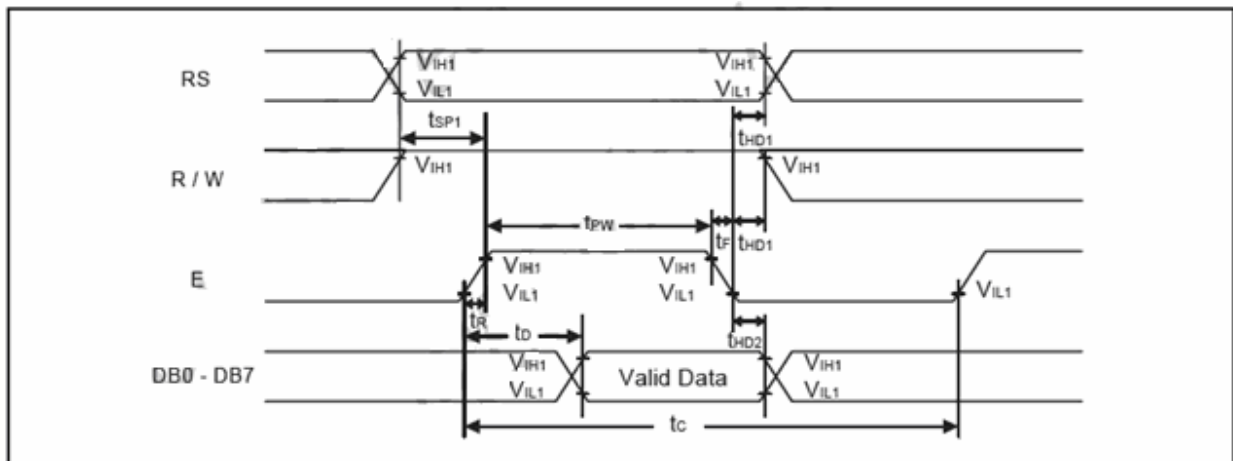 RS
VIH1
VIL1
VIH1
VIL1
tSP1
tHD1
R / W
VIH1
VIH1
tPW
tF
tHD1
E
VIH1
VIL1
VIH1
VIL1
VIL1
tR
tD
tHD2
DB0 - DB7
VIH1
VIL1
Valid Data
VIH1
VIL1
tC